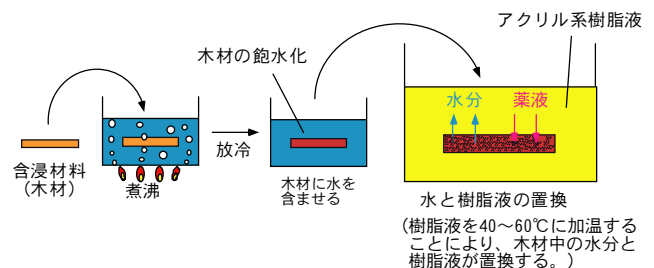 アクリル系樹脂液
木材の飽水化
水分
薬液
放冷
含浸材料
(木材)
煮沸
木材に水を
含ませる
水と樹脂液の置換
(樹脂液を40～60℃に加温する
ことにより、木材中の水分と
樹脂液が置換する。)